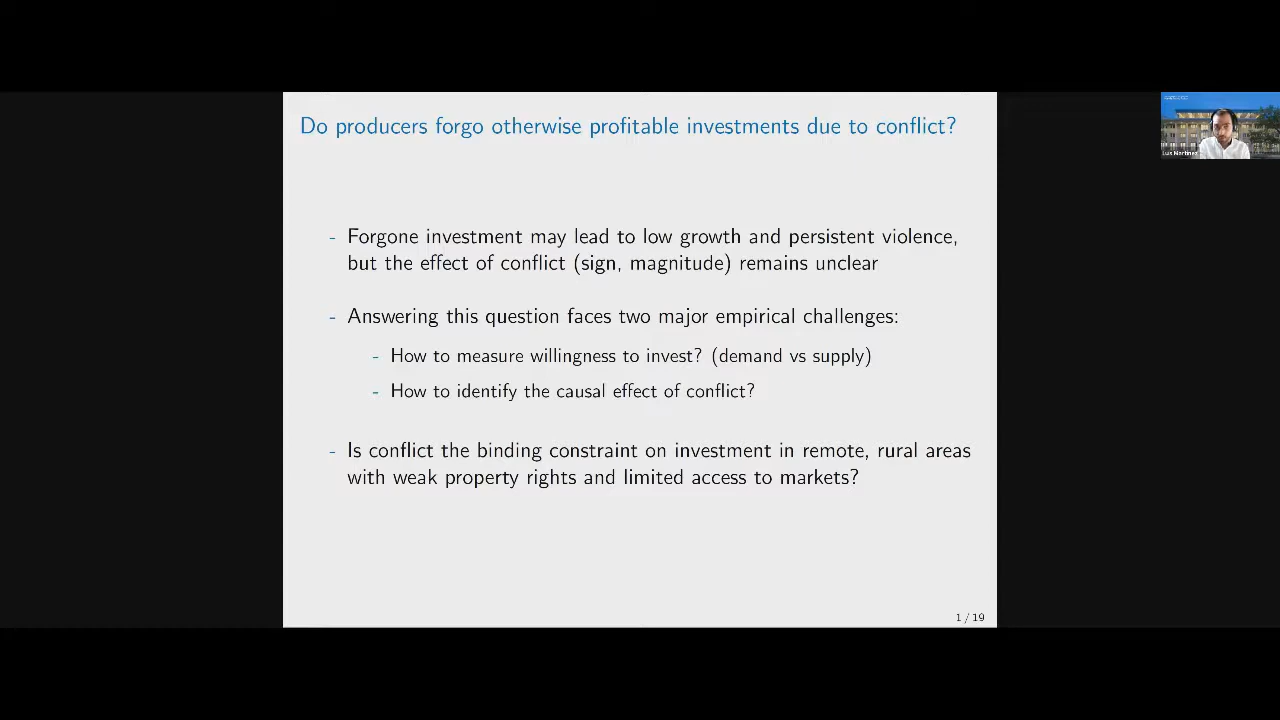 Do producers forgo otherwise profitable investments due to conflict?
- Forgone investment may lead to low growth and persistent violence,
but the effect of conflict (sign, magnitude) remains unclear
- Answering this question faces two major empirical challenges:
- How to measure willingness to invest? (demand vs supply)
- How to identify the causal effect of conflict?
- Is conflict the binding constraint on investment in remote, rural areas
with weak property rights and limited access to markets?
1 / 19
Luis Martinez